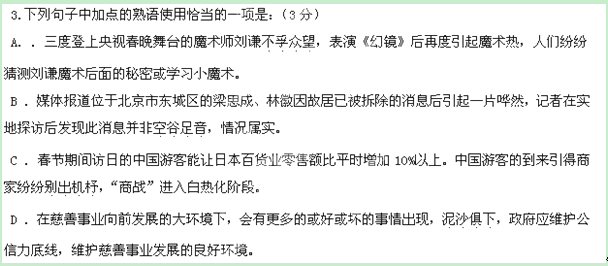 3.下列句子中加点的熟语使用恰当的一项是:(3分)
A. . 三度登上央视春晚舞台的魔术师刘谦不孚众望，表演《幻镜》后再度引起魔术热，人们纷纷
猜测刘谦魔术后面的秘密或学习小魔术。
B . 媒体报道位于北京市东城区的梁思成、林徽因故居已被拆除的消息后引起一片哗然，记者在实
地探访后发现此消息并非空谷足音，情况属实。
C . 春节期间访日的中国游客能让日本百货业零售额比平时增加 10%以上。中国游客的到来引得商
家纷纷别出机杼，“商战”进入白热化阶段。
D . 在慈善事业向前发展的大环境下，会有更多的或好或坏的事情出现，泥沙俱下，政府应维护公
信力底线，维护慈善事业发展的良好环境。